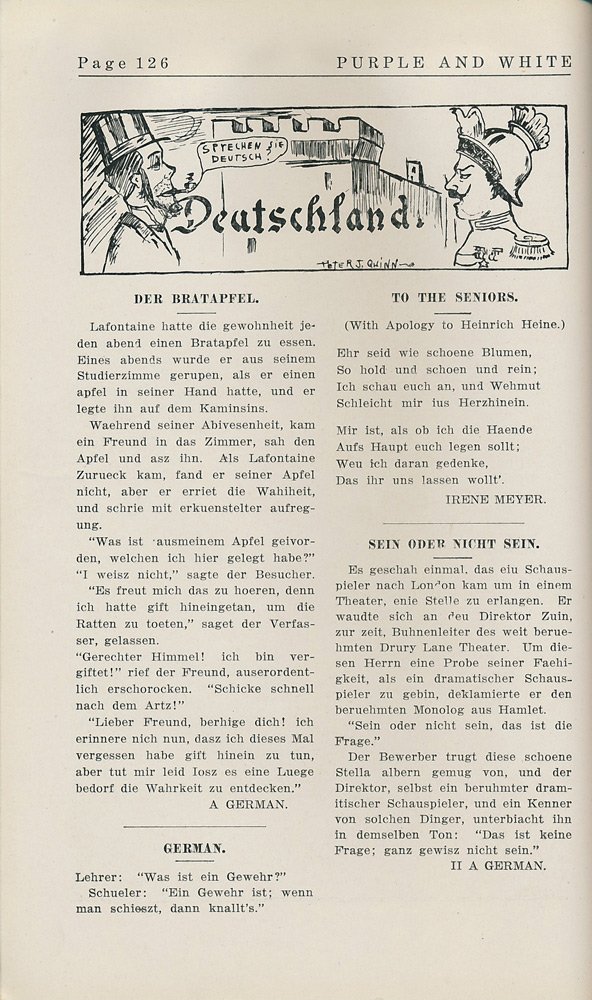 Page 126
PURPLE AND WHITE
SPRECHEN SIE
DEUTSCH?
Deutschland.
PETER J. QUINN
DER BRATAPFEL.
Lafontaine hatte die gewohnheit je-
den abend einen Bratapfel zu essen.
Eines abends wurde er aus seinem
Studierzimme gerupen, als er einen
apfel in seiner Hand hatte, und er
legte ihn auf dem Kaminsins.
Waehrend seiner Abivesenheit, kam
ein Freund in das Zimmer, sah den
Apfel und asz ihn. Als Lafontaine
Zurueck kam, fand er seiner Apfel
nicht, aber er erriet die Wahiheit,
und schrie mit erkuenstelter aufreg-
ung.
"Was ist ausmeinem Apfel geivor-
den, welchen ich hier gelegt habe?"
"I weisz nicht," sagte der Besucher.
"Es freut mich das zu hoeren, denn
ich hatte gift hineingetan, um die
Ratten zu toeten," saget der Verfas-
ser, gelassen.
"Gerechter Himmel! ich bin ver-
giftet!" rief der Freund, auserordent-
lich erschorocken. "Schicke schnell
nach dem Artz!"
"Lieber Freund, berhige dich! ich
erinnere nich nun, dasz ich dieses Mal
vergessen habe gift hinein zu tun,
aber tut mir leid Iosz es eine Luege
bedorf die Wahrkeit zu entdecken."
A GERMAN.
GERMAN.
Lehrer: "Was ist ein Gewehr?"
Schueler: "Ein Gewehr ist; wenn
man schieszt, dann knallt's."
TO THE SENIORS.
(With Apology to Heinrich Heine.)
Ehr seid wie schoene Blumen,
So hold und schoen und rein;
Ich schau euch an, und Wehmut
Schleicht mir ius Herzhinein.
Mir ist, als ob ich die Haende
Aufs Haupt euch legen sollt;
Weu ich daran gedenke,
Das ihr uns lassen wollt'.
IRENE MEYER.
SEIN ODER NICHT SEIN.
Es geschah einmal, das eiu Schaus-
pieler nach London kam um in einem
Theater, enie Stelle zu erlangen. Er
waudte sich an deu Direktor Zuin,
zur zeit, Buhnenleiter des weit berue-
hmten Drury Lane Theater. Um die-
sen Herrn eine Probe seiner Faehi-
gkeit, als ein dramatischer Schaus-
pieler zu gebin, deklamierte er den
beruehmten Monolog aus Hamlet.
"Sein oder nicht sein, das ist die
Frage."
Der Bewerber trugt diese schoene
Stella albern gemug von, und der
Direktor, selbst ein beruhmter dram-
itischer Schauspieler, und ein Kenner
von solchen Dinger, unterbiacht ihn
in demselben Ton: "Das ist keine
Frage; ganz gewisz nicht sein."
II A GERMAN.